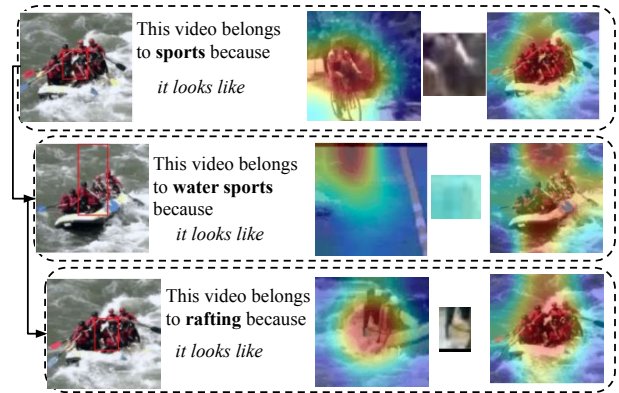 This video belongs
to sports because
it looks like
This video belongs
to water sports
because
it looks like
This video belongs
to rafting because
it looks like